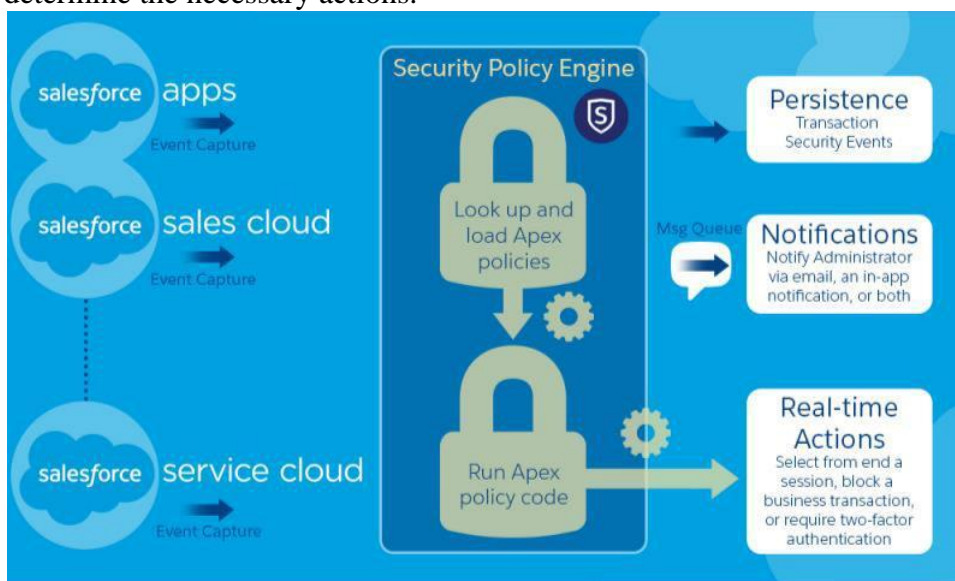 determine the necessary actions.
salesforce apps
Event Capture
salesforce sales cloud
Event Capture
salesforce service cloud
Event Capture
Security Policy Engine
S
Look up and
load Apex
policies
Run Apex
policy code
Persistence
Transaction
Security Events
Msg Queue
Notifications
Notify Administrator
via email, an in-app
notification, or both
Real-time
Actions
Select from end a
session, block a
business transaction,
or require two-factor
authentication